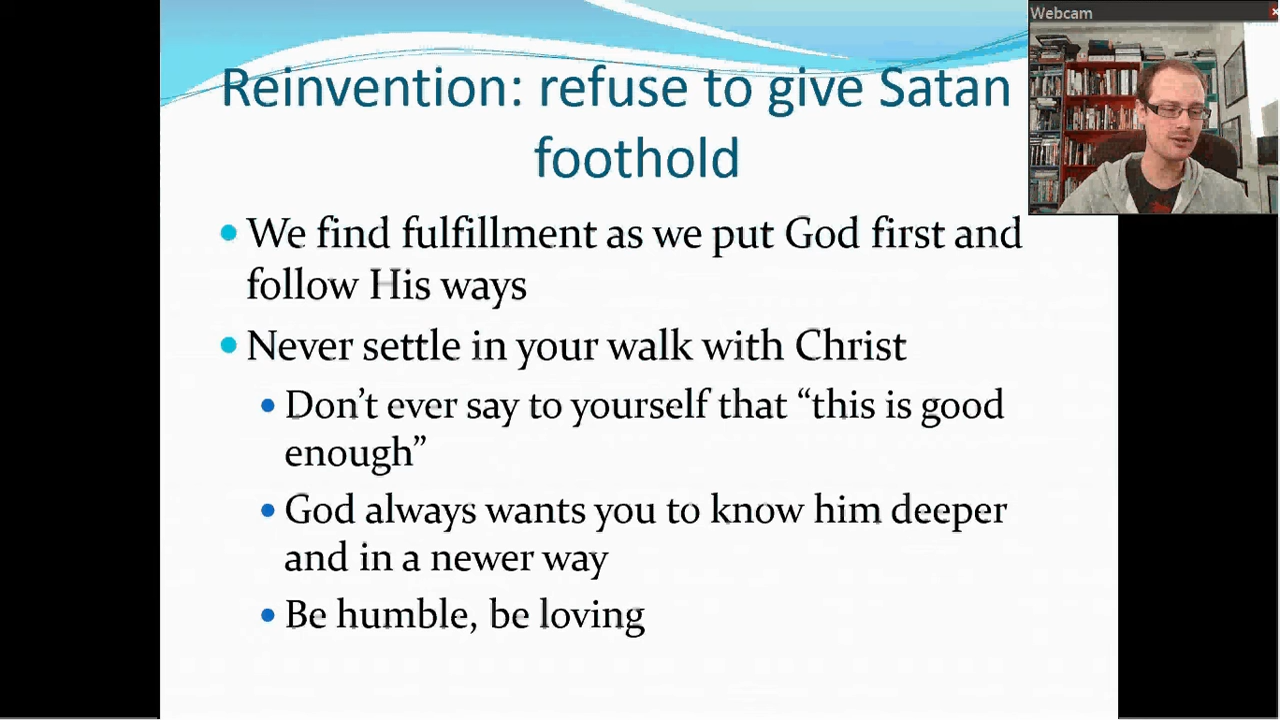 Webcam
Reinvention: refuse to give Satan
foothold
We find fulfillment as we put God first and
follow His ways
Never settle in your walk with Christ
Don’t ever say to yourself that “this is good
enough”
God always wants you to know him deeper
and in a newer way
Be humble, be loving